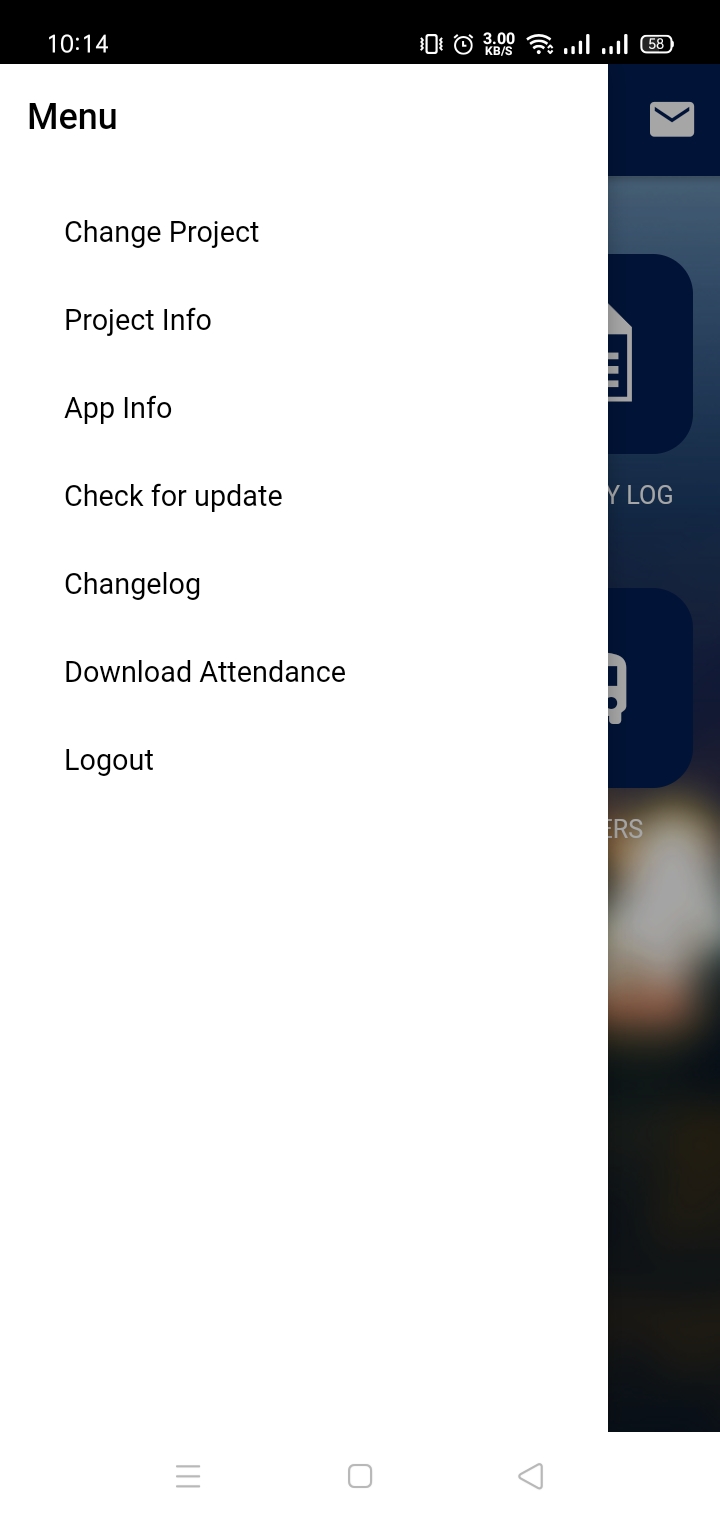 10:14
3.00
KB/S
58
Menu
Change Project
Project Info
App Info
Check for update
Y LOG
Changelog
Download Attendance
Logout
ERS